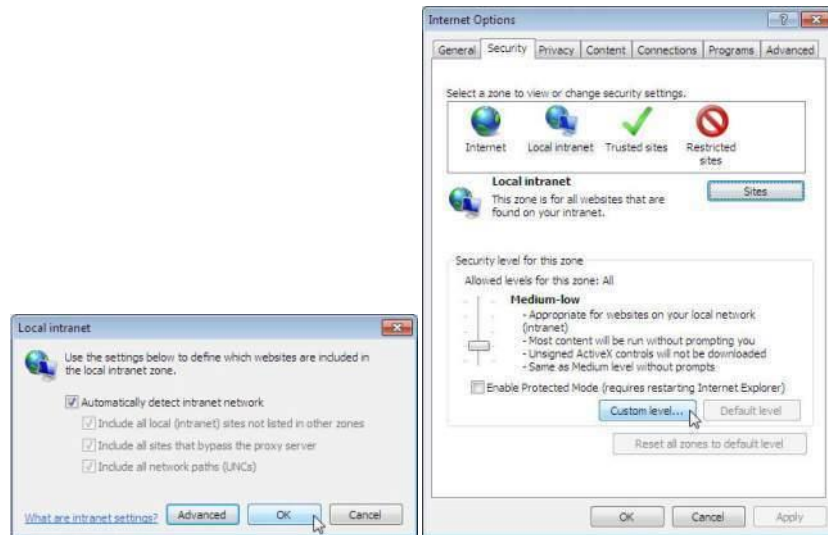 Local intranet
Use the settings below to define which websites are included in
the local intranet zone.
Automatically detect intranet network
Include all local (intranet) sites not listed in other zones
Include all sites that bypass the proxy server
Include all network paths (UNCs)
What are intranet settings? Advanced OK Cancel
Internet Options
General Security Privacy Content Connections Programs Advanced
Select a zone to view or change security settings.
Internet Local intranet Trusted sites Restricted
sites
Local intranet
Sites
This zone is for all websites that are
found on your intranet.
Security level for this zone
Allowed levels for this zone: All
Medium-low
- Appropriate for websites on your local network
(intranet)
- Most content will be run without prompting you
- Unsigned ActiveX controls will not be downloaded
- Same as Medium level without prompts
Enable Protected Mode (requires restarting Internet Explorer)
Custom level... Default level
Reset all zones to default level
OK Cancel Apply